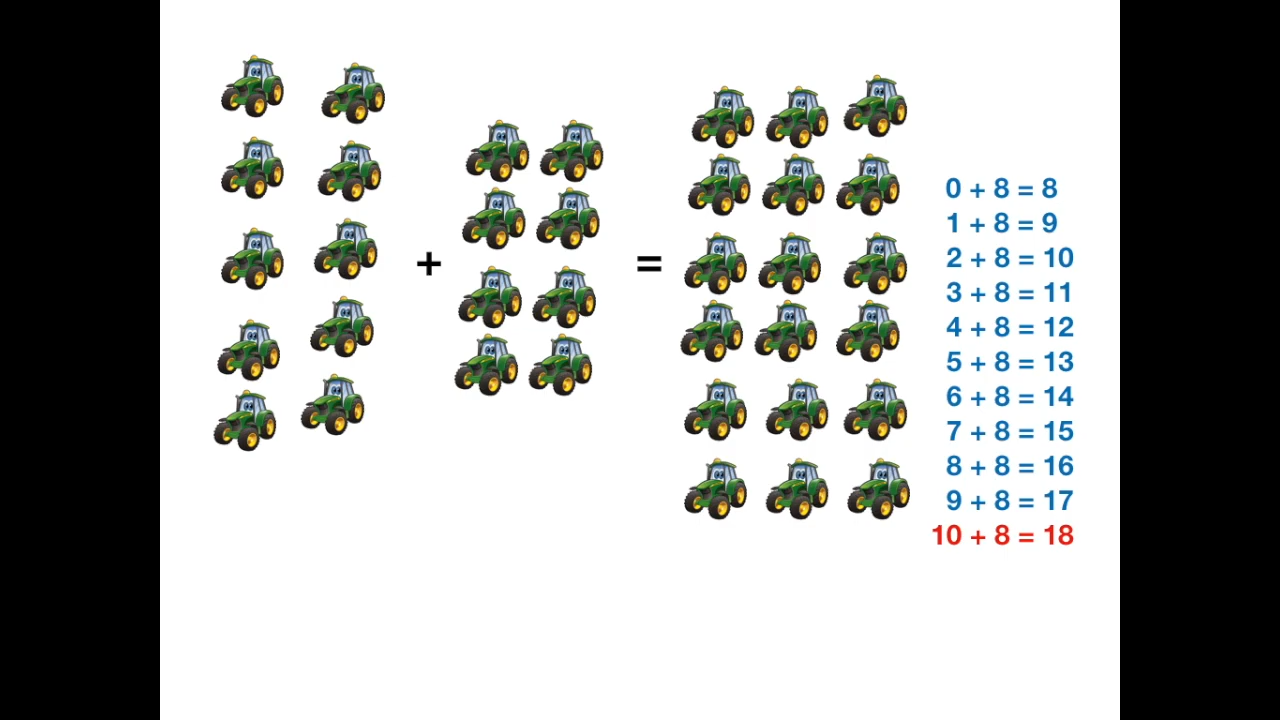 + =
0 + 8 = 8
1 + 8 = 9
2 + 8 = 10
3 + 8 = 11
4 + 8 = 12
5 + 8 = 13
6 + 8 = 14
7 + 8 = 15
8 + 8 = 16
9 + 8 = 17
10 + 8 = 18